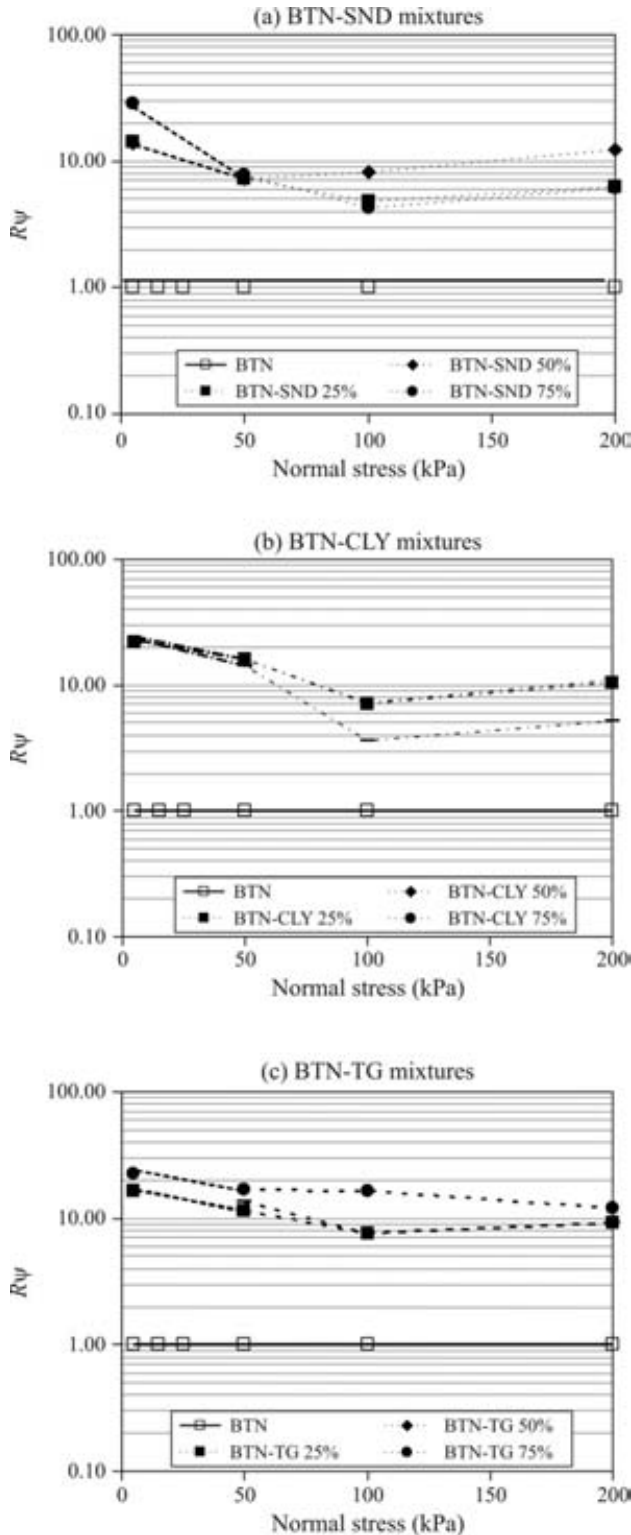 (a) BTN-SND mixtures
100.00
10.00
1.00
0.10
Rψ
BTN
BTN-SND 50%
BTN-SND 25%
BTN-SND 75%
0 50 100 150 200
Normal stress (kPa)
(b) BTN-CLY mixtures
100.00
10.00
1.00
0.10
Rψ
BTN
BTN-CLY 50%
BTN-CLY 25%
BTN-CLY 75%
0 50 100 150 200
Normal stress (kPa)
(c) BTN-TG mixtures
100.00
10.00
1.00
0.10
Rψ
BTN
BTN-TG 50%
BTN-TG 25%
BTN-TG 75%
0 50 100 150 200
Normal stress (kPa)